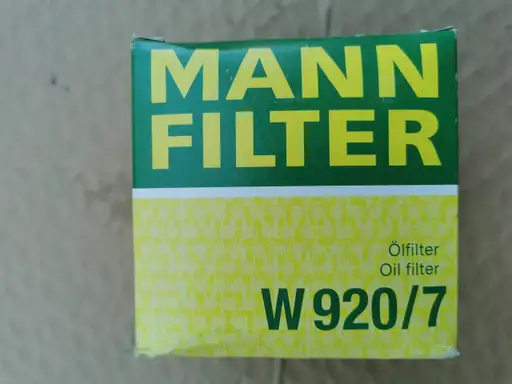 MANN
FILTER
Ölfilter
Oil filter
W 920/7